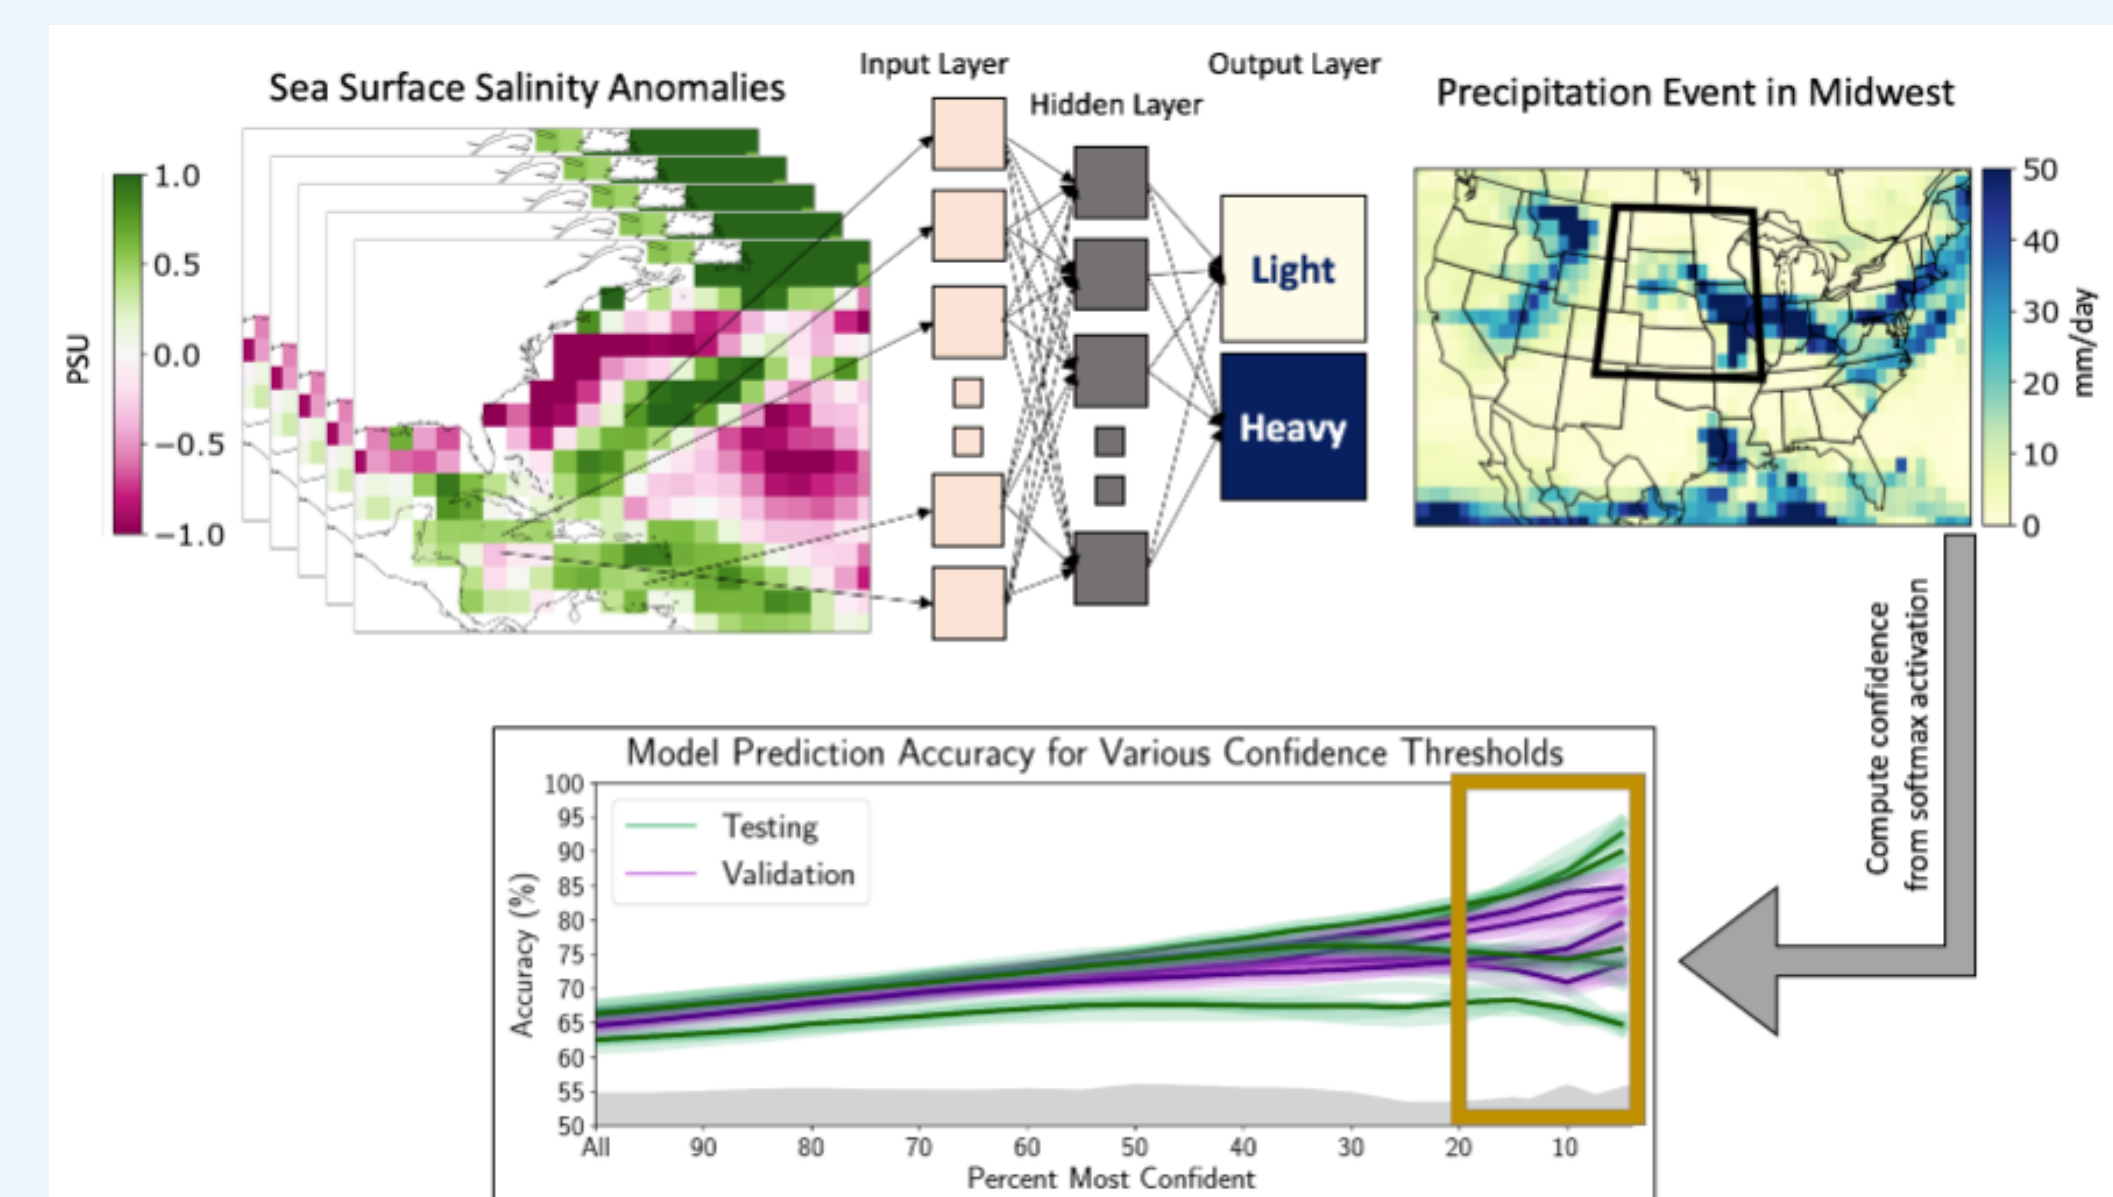 Sea Surface Salinity Anomalies
Input Layer
Hidden Layer
Output Layer
Precipitation Event in Midwest
1.0
0.5
0.0
−0.5
−1.0
PSU
Light
Heavy
50
40
30
20
10
0
mm/day
Compute confidence
from softmax activation
Model Prediction Accuracy for Various Confidence Thresholds
100
95
90
85
80
75
70
65
60
55
50
Accuracy (%)
Testing
Validation
All 90 80 70 60 50 40 30 20 10
Percent Most Confident